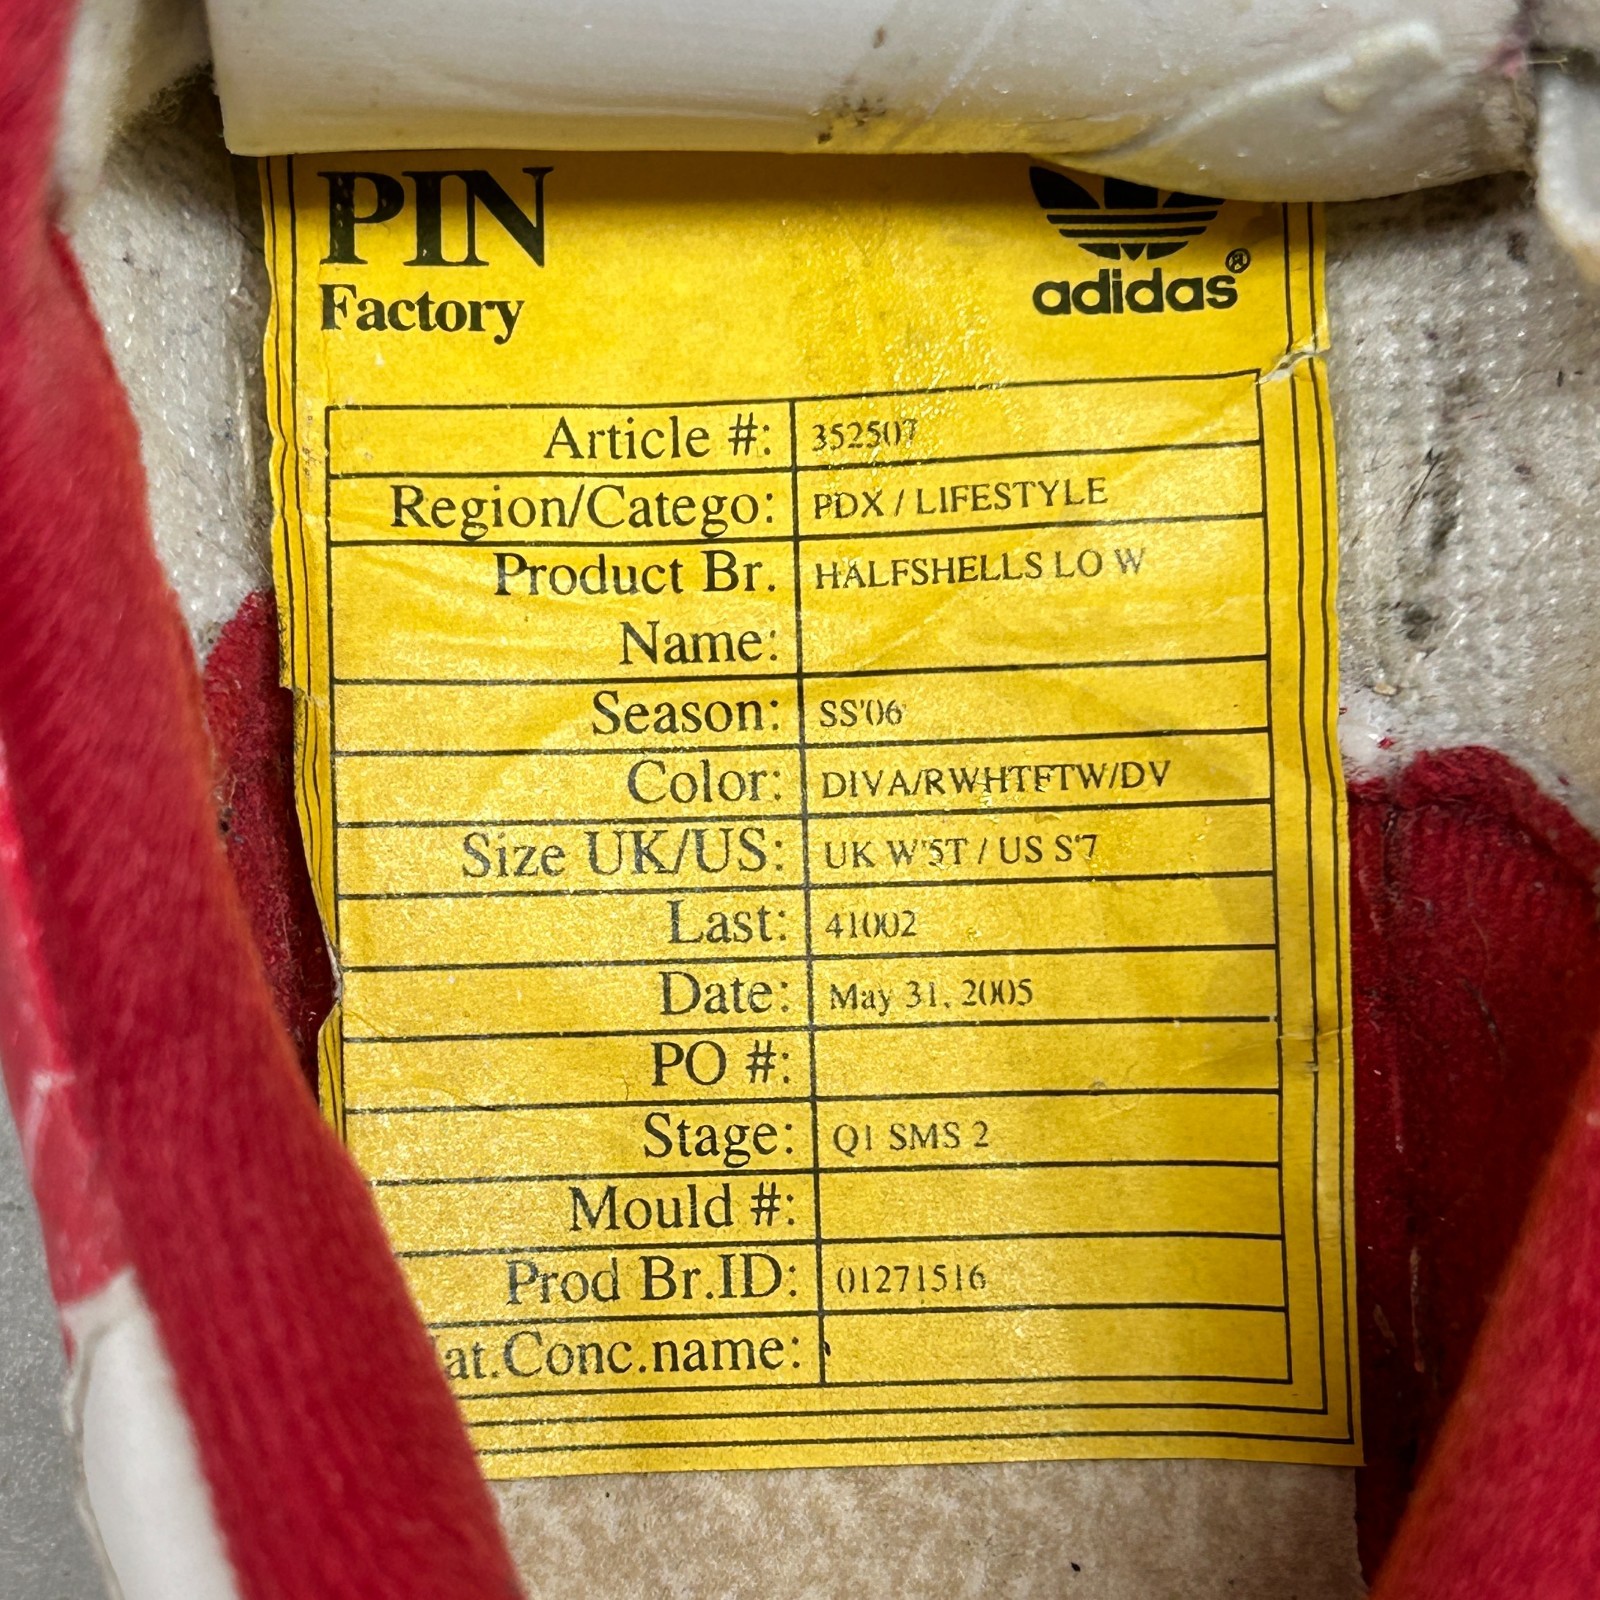 PIN
Factory
adidas®
Article #: 352507
Region/Catego: PDX / LIFESTYLE
Product Br. HALFSHELLS LO W
Name:
Season: SS'06
Color: DIVA/RWHTFTW/DV
Size UK/US: UK W'5T / US S'7
Last: 41002
Date: May 31, 2005
PO #:
Stage: Q1 SMS 2
Mould #:
Prod Br.ID: 01271516
at.Conc.name: